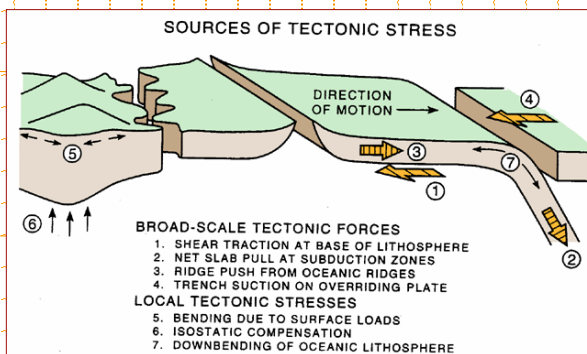 SOURCES OF TECTONIC STRESS
DIRECTION
OF MOTION
4
5
3
7
1
6
2
BROAD-SCALE TECTONIC FORCES
1. SHEAR TRACTION AT BASE OF LITHOSPHERE
2. NET SLAB PULL AT SUBDUCTION ZONES
3. RIDGE PUSH FROM OCEANIC RIDGES
4. TRENCH SUCTION ON OVERRIDING PLATE
LOCAL TECTONIC STRESSES
5. BENDING DUE TO SURFACE LOADS
6. ISOSTATIC COMPENSATION
7. DOWNBENDING OF OCEANIC LITHOSPHERE